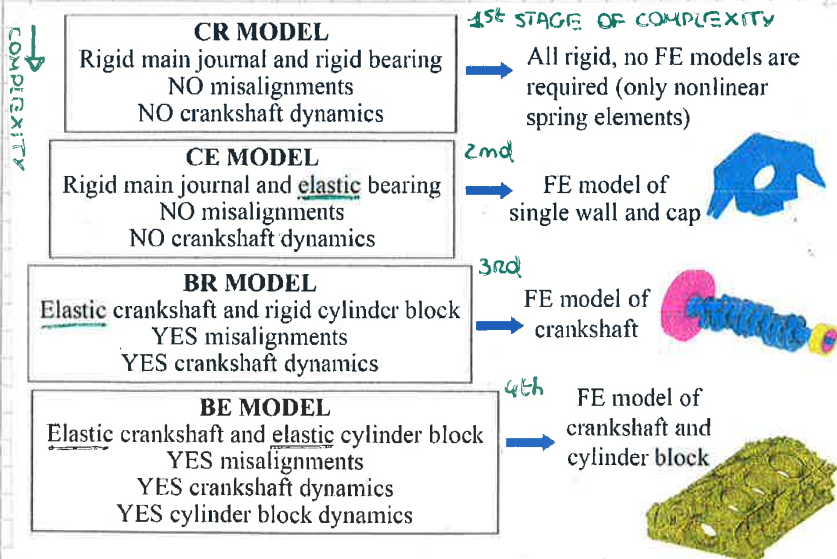 COMPLEXITY
1st STAGE OF COMPLEXITY
CR MODEL
Rigid main journal and rigid bearing
NO misalignments
NO crankshaft dynamics
All rigid, no FE models are
required (only nonlinear
spring elements)
2nd
CE MODEL
Rigid main journal and elastic bearing
NO misalignments
NO crankshaft dynamics
FE model of
single wall and cap
3rd
BR MODEL
Elastic crankshaft and rigid cylinder block
YES misalignments
YES crankshaft dynamics
FE model of
crankshaft
4th
BE MODEL
Elastic crankshaft and elastic cylinder block
YES misalignments
YES crankshaft dynamics
YES cylinder block dynamics
FE model of
crankshaft and
cylinder block